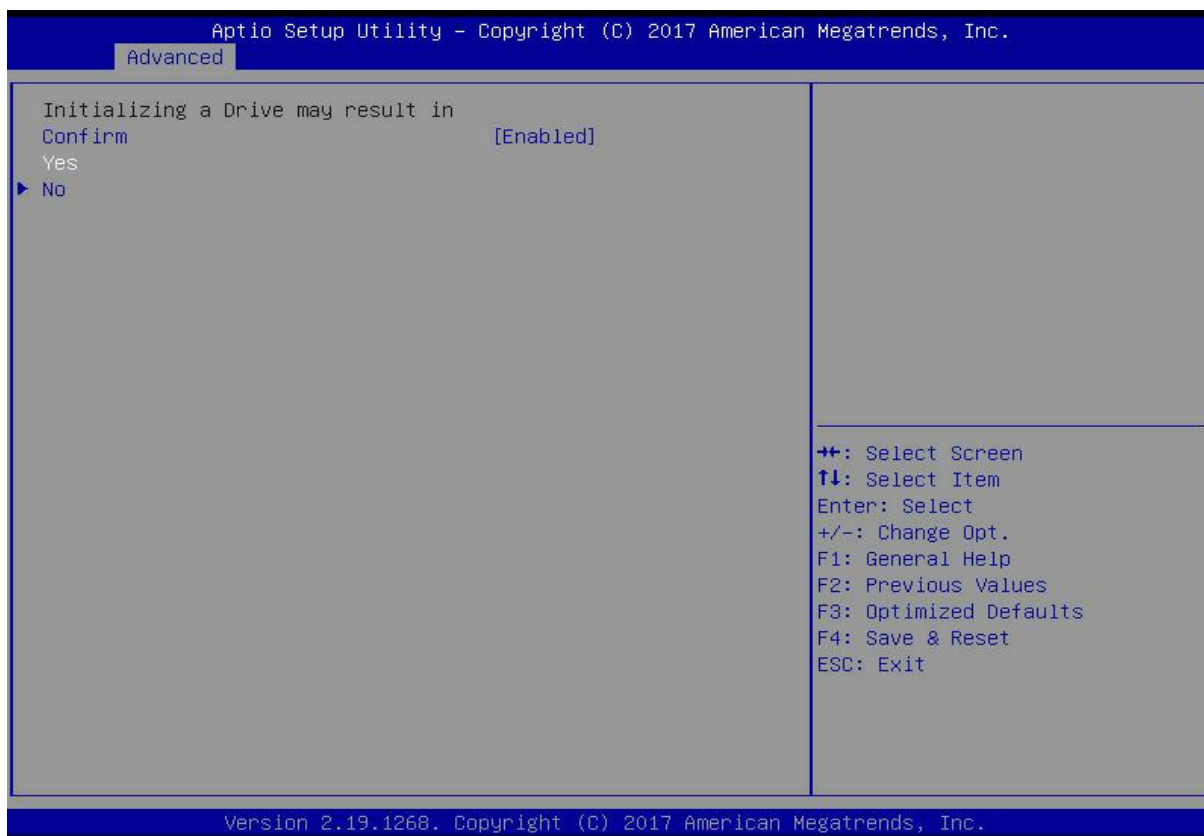 Aptio Setup Utility – Copyright (C) 2017 American Megatrends, Inc.
Advanced
Initializing a Drive may result in
Confirm [Enabled]
Yes
▶ No
→←: Select Screen
↑↓: Select Item
Enter: Select
+/-: Change Opt.
F1: General Help
F2: Previous Values
F3: Optimized Defaults
F4: Save & Reset
ESC: Exit
Version 2.19.1268. Copyright (C) 2017 American Megatrends, Inc.